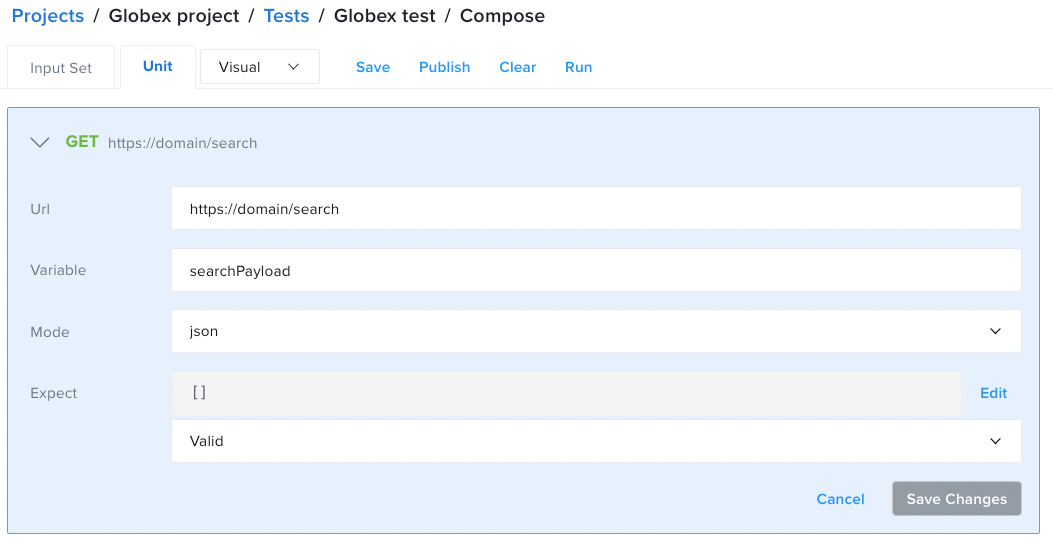 Projects / Globex project / Tests / Globex test / Compose
Input Set Unit Visual Save Publish Clear Run
GET https://domain/search
Url https://domain/search
Variable searchPayload
Mode json
Expect [] Edit
Valid
Cancel Save Changes